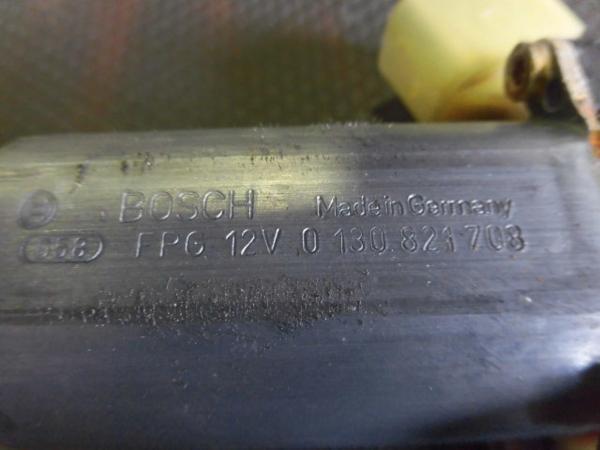 BOSCH Made in Germany
FPG 12V 0 130 821 708